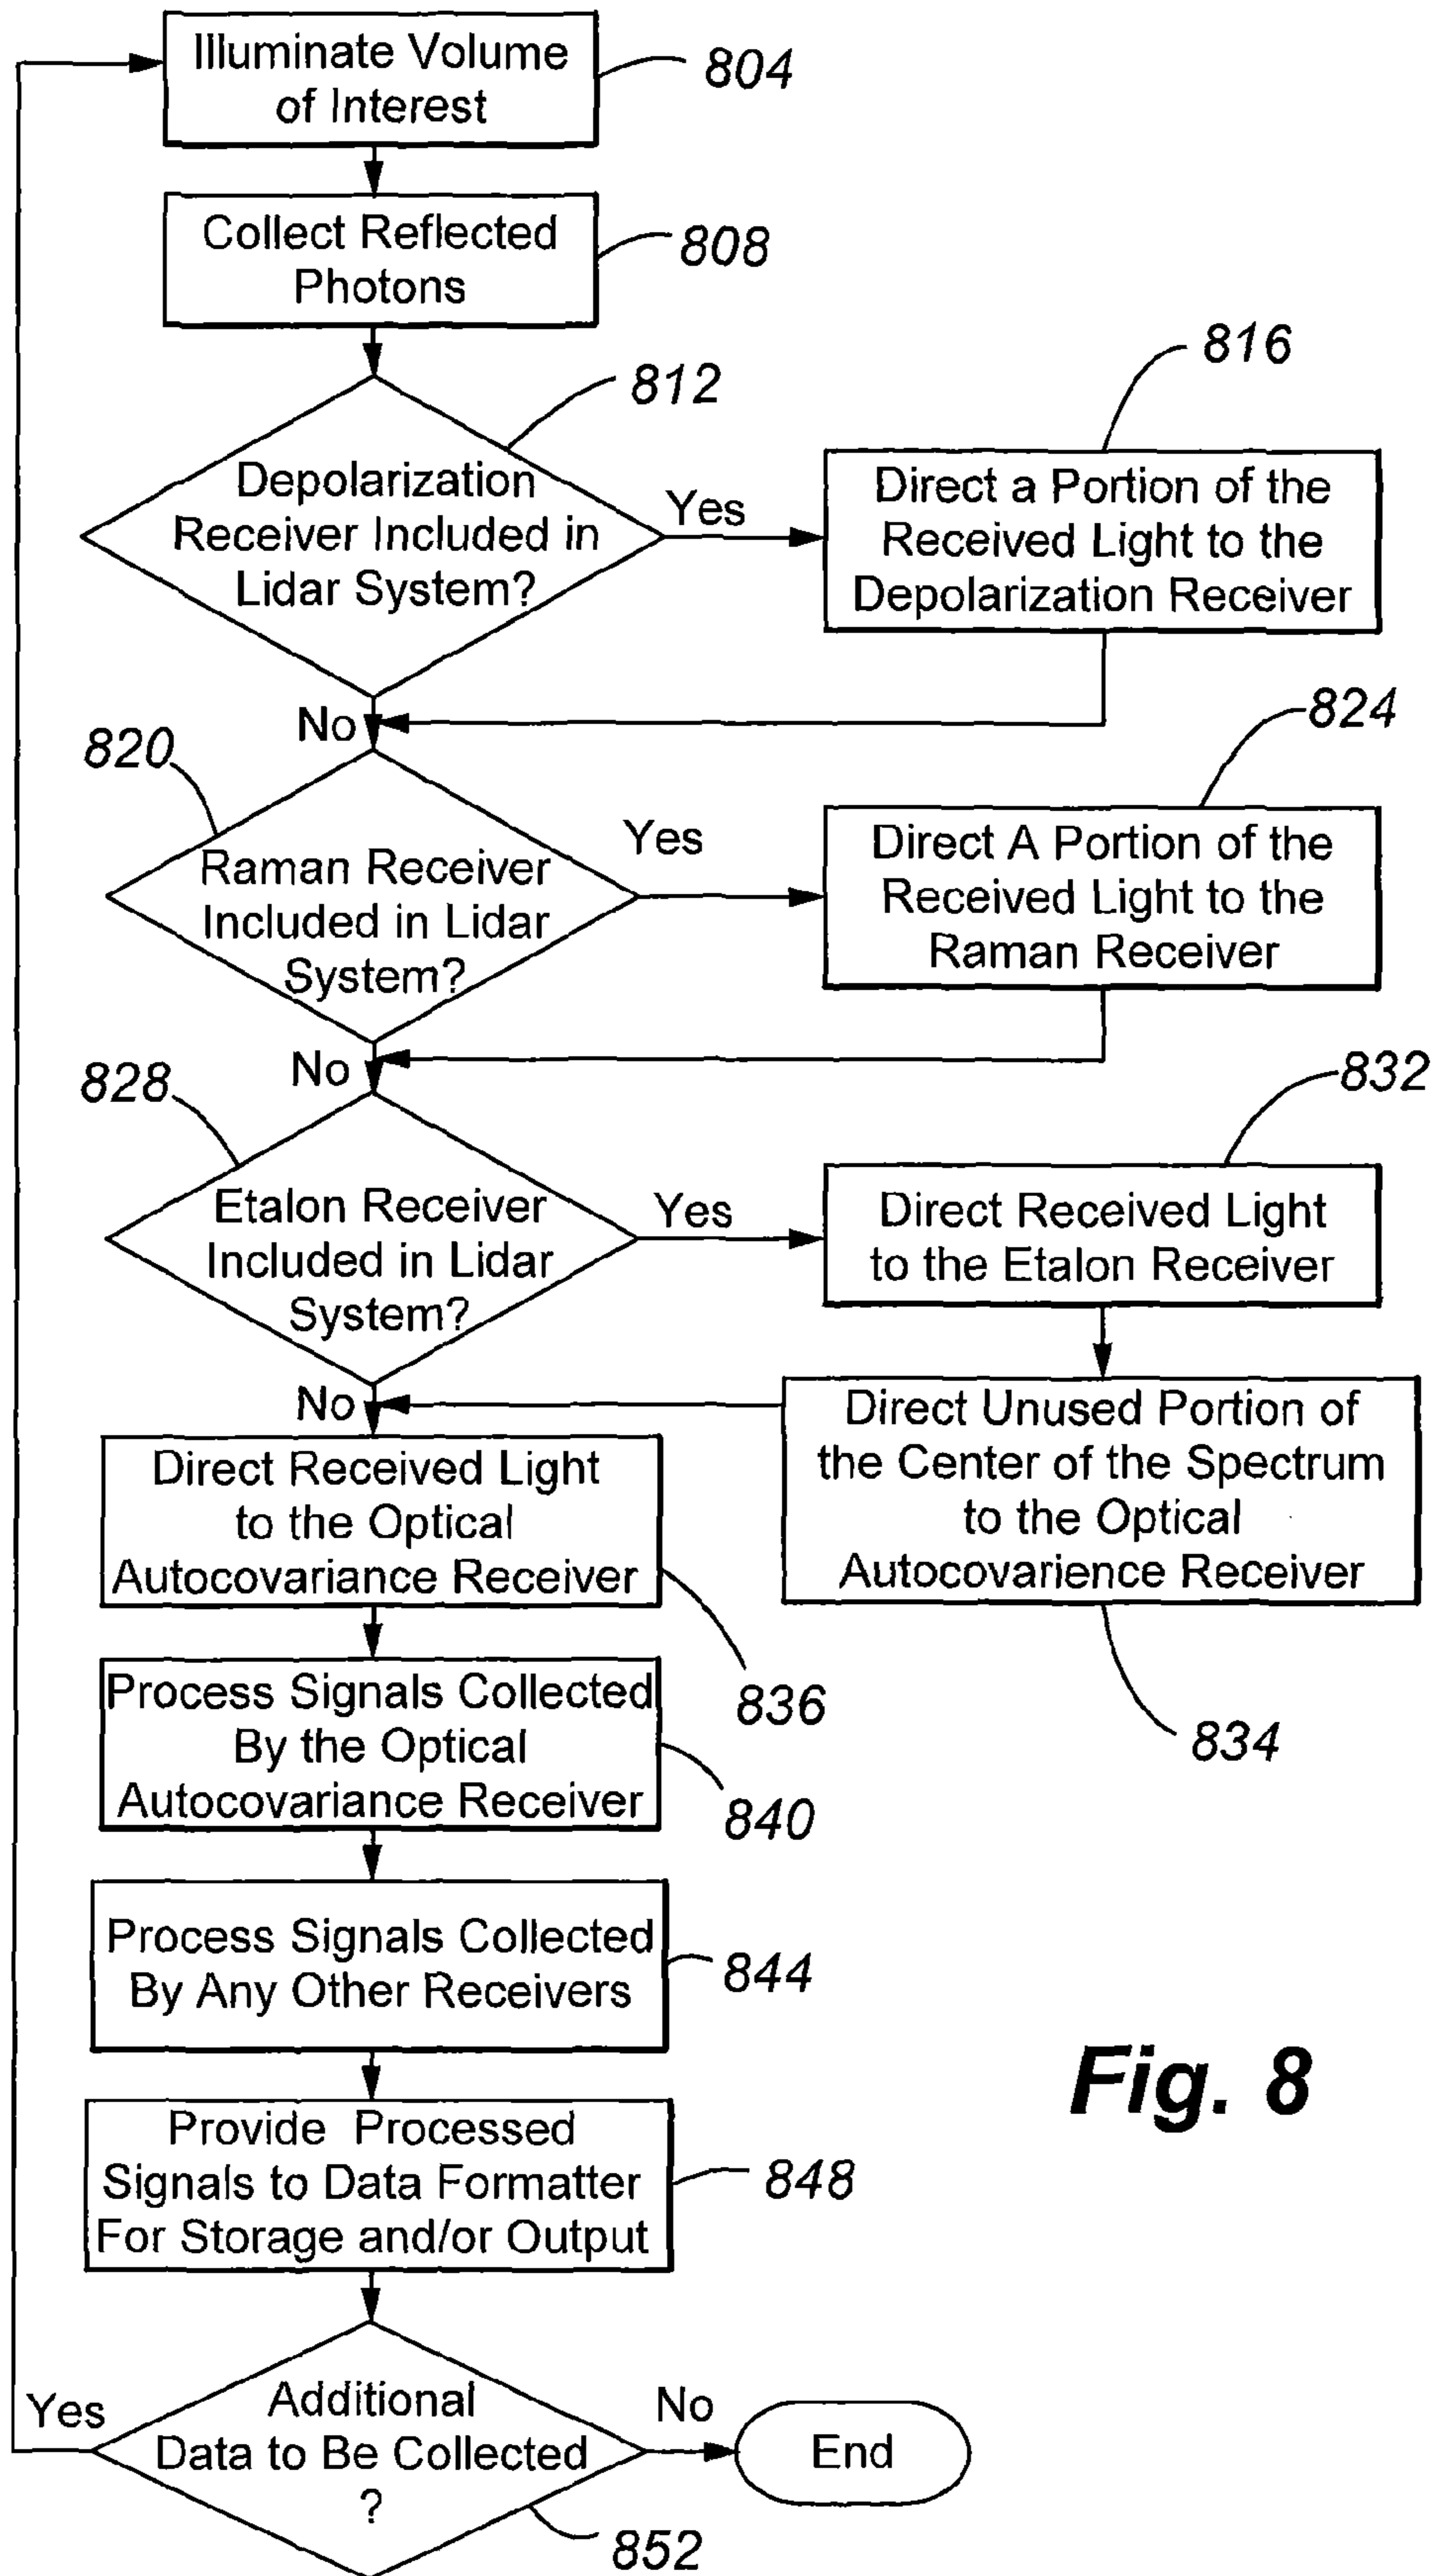 Illuminate Volume
of Interest
804
Collect Reflected
Photons
808
812
Depolarization
Receiver Included in
Lidar System?
Yes
816
Direct a Portion of the
Received Light to the
Depolarization Receiver
No
820
Raman Receiver
Included in Lidar
System?
Yes
824
Direct A Portion of the
Received Light to the
Raman Receiver
No
828
Etalon Receiver
Included in Lidar
System?
Yes
832
Direct Received Light
to the Etalon Receiver
No
Direct Unused Portion of
the Center of the Spectrum
to the Optical
Autocovarience Receiver
834
Direct Received Light
to the Optical
Autocovariance Receiver
836
Process Signals Collected
By the Optical
Autocovariance Receiver
840
Process Signals Collected
By Any Other Receivers
844
Provide Processed
Signals to Data Formatter
For Storage and/or Output
848
Yes
Additional
Data to Be Collected
?
852
No
End
Fig. 8